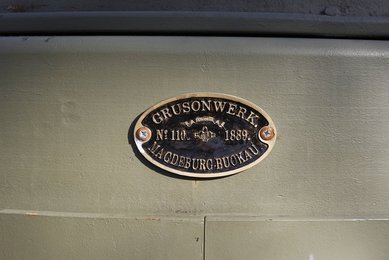 GRUSONWERK,
No 110. 1889.
MAGDEBURG-BUCKAU.